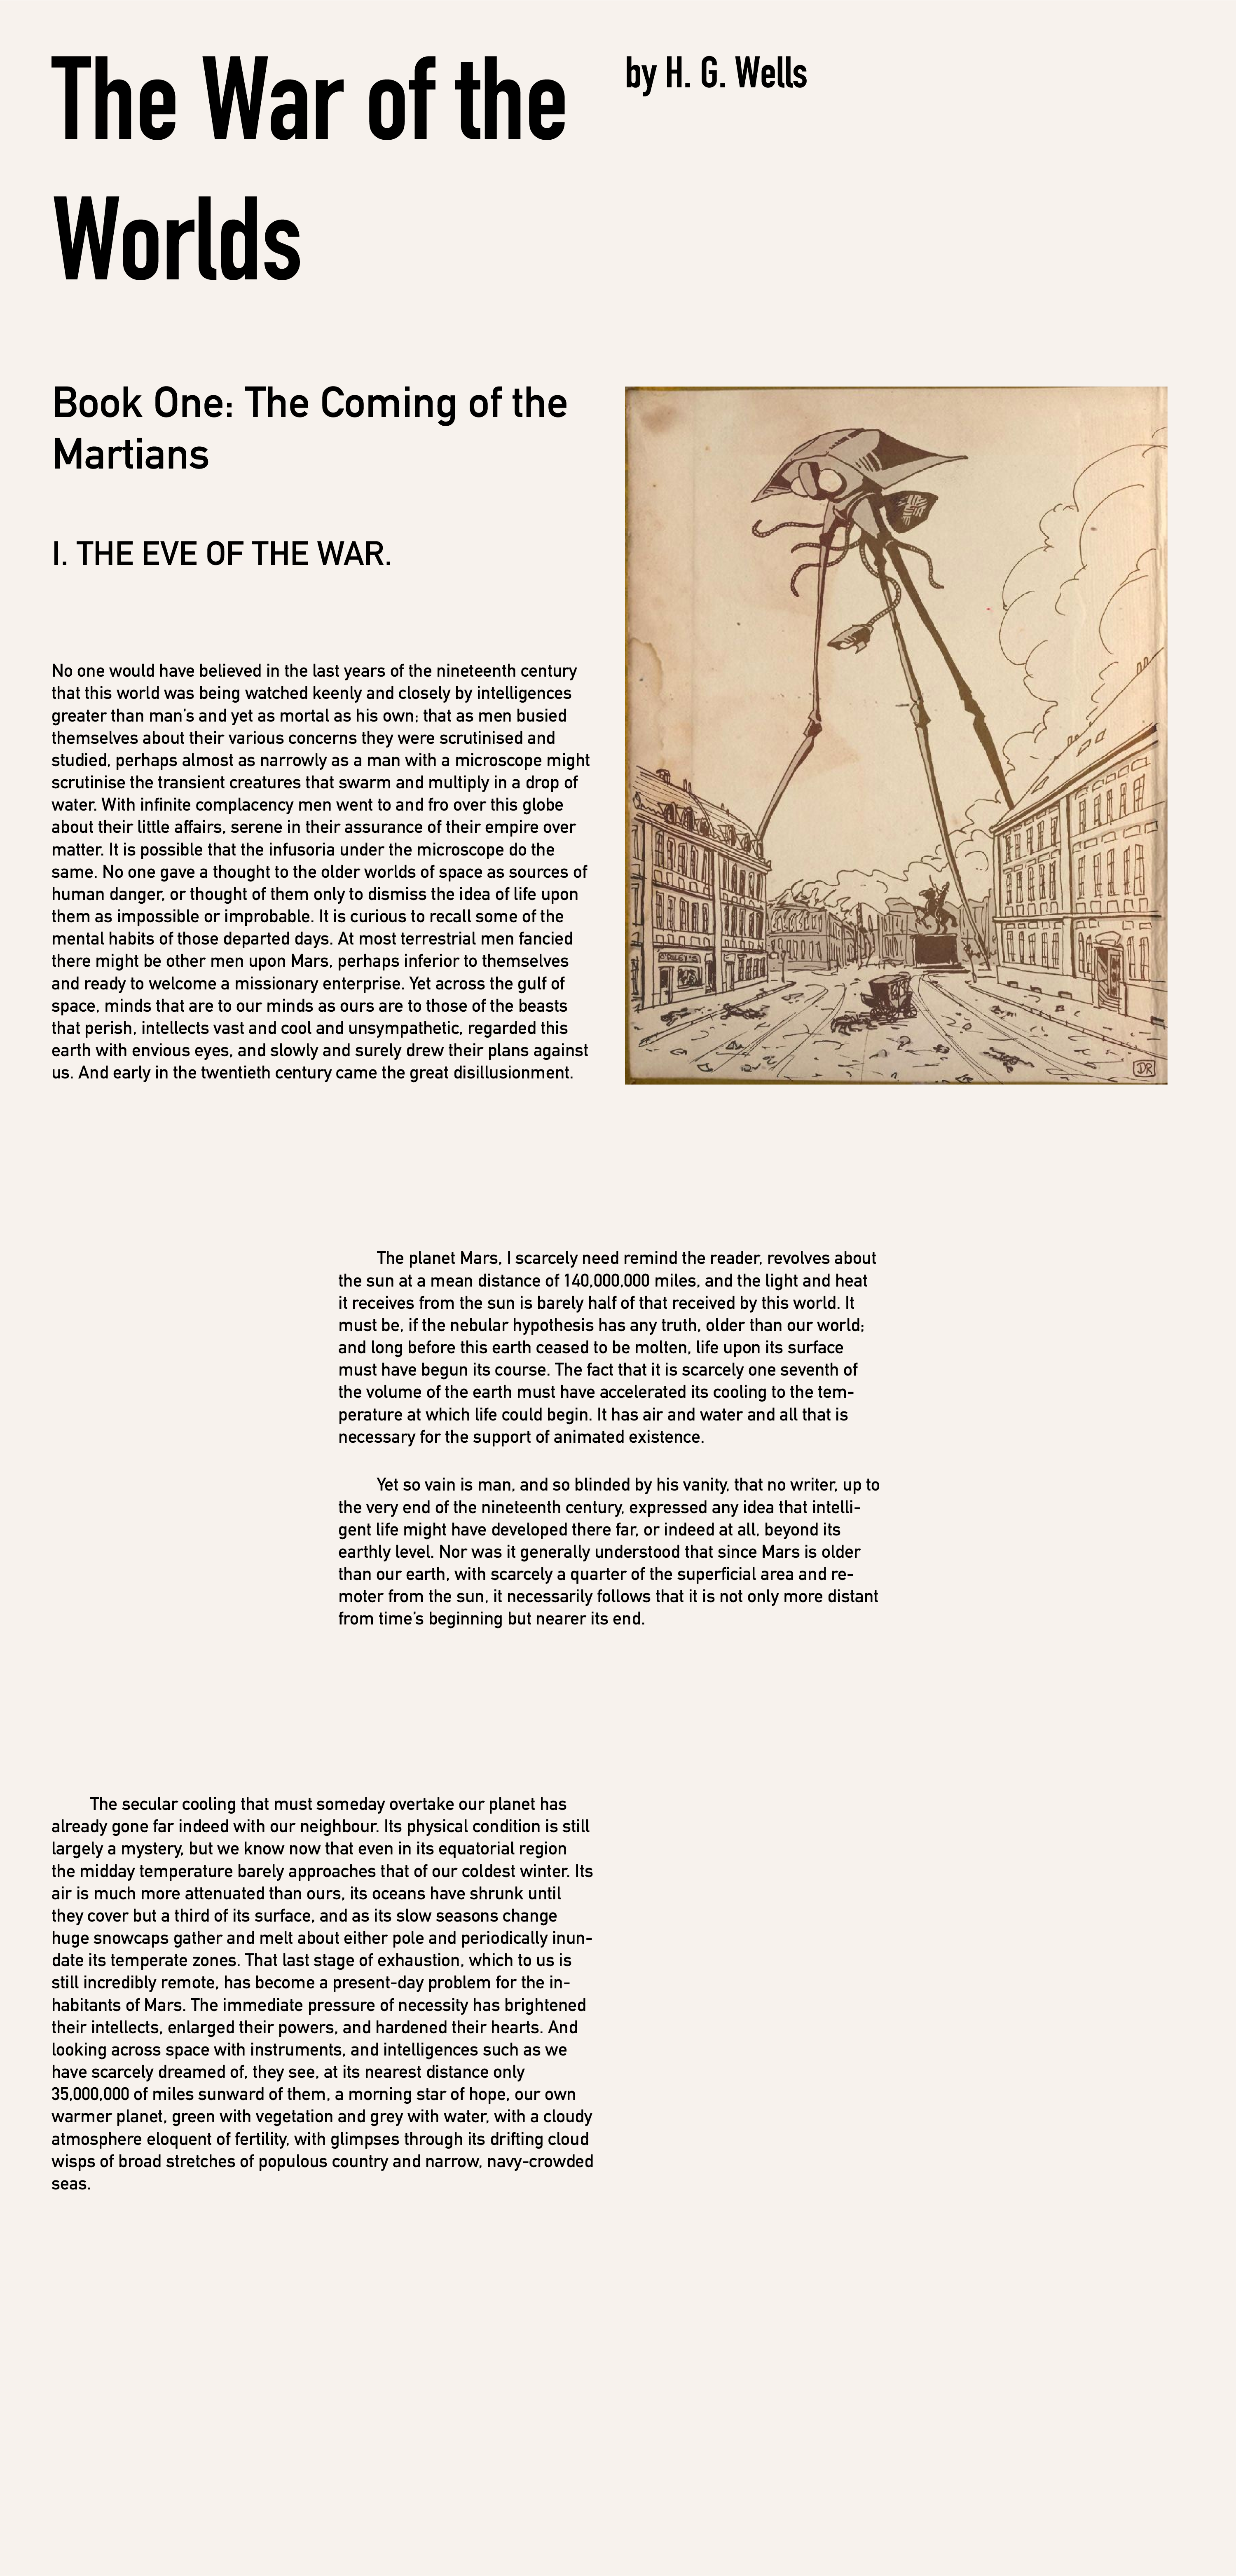 The War of the
Worlds
by H. G. Wells
Book One: The Coming of the
Martians
I. THE EVE OF THE WAR.
No one would have believed in the last years of the nineteenth century
that this world was being watched keenly and closely by intelligences
greater than man’s and yet as mortal as his own; that as men busied
themselves about their various concerns they were scrutinised and
studied, perhaps almost as narrowly as a man with a microscope might
scrutinise the transient creatures that swarm and multiply in a drop of
water. With infinite complacency men went to and fro over this globe
about their little affairs, serene in their assurance of their empire over
matter. It is possible that the infusoria under the microscope do the
same. No one gave a thought to the older worlds of space as sources of
human danger, or thought of them only to dismiss the idea of life upon
them as impossible or improbable. It is curious to recall some of the
mental habits of those departed days. At most terrestrial men fancied
there might be other men upon Mars, perhaps inferior to themselves
and ready to welcome a missionary enterprise. Yet across the gulf of
space, minds that are to our minds as ours are to those of the beasts
that perish, intellects vast and cool and unsympathetic, regarded this
earth with envious eyes, and slowly and surely drew their plans against
us. And early in the twentieth century came the great disillusionment.
DR
The planet Mars, I scarcely need remind the reader, revolves about
the sun at a mean distance of 140,000,000 miles, and the light and heat
it receives from the sun is barely half of that received by this world. It
must be, if the nebular hypothesis has any truth, older than our world;
and long before this earth ceased to be molten, life upon its surface
must have begun its course. The fact that it is scarcely one seventh of
the volume of the earth must have accelerated its cooling to the tem-
perature at which life could begin. It has air and water and all that is
necessary for the support of animated existence.
Yet so vain is man, and so blinded by his vanity, that no writer, up to
the very end of the nineteenth century, expressed any idea that intelli-
gent life might have developed there far, or indeed at all, beyond its
earthly level. Nor was it generally understood that since Mars is older
than our earth, with scarcely a quarter of the superficial area and re-
moter from the sun, it necessarily follows that it is not only more distant
from time’s beginning but nearer its end.
The secular cooling that must someday overtake our planet has
already gone far indeed with our neighbour. Its physical condition is still
largely a mystery, but we know now that even in its equatorial region
the midday temperature barely approaches that of our coldest winter. Its
air is much more attenuated than ours, its oceans have shrunk until
they cover but a third of its surface, and as its slow seasons change
huge snowcaps gather and melt about either pole and periodically inun-
date its temperate zones. That last stage of exhaustion, which to us is
still incredibly remote, has become a present-day problem for the in-
habitants of Mars. The immediate pressure of necessity has brightened
their intellects, enlarged their powers, and hardened their hearts. And
looking across space with instruments, and intelligences such as we
have scarcely dreamed of, they see, at its nearest distance only
35,000,000 of miles sunward of them, a morning star of hope, our own
warmer planet, green with vegetation and grey with water, with a cloudy
atmosphere eloquent of fertility, with glimpses through its drifting cloud
wisps of broad stretches of populous country and narrow, navy-crowded
seas.